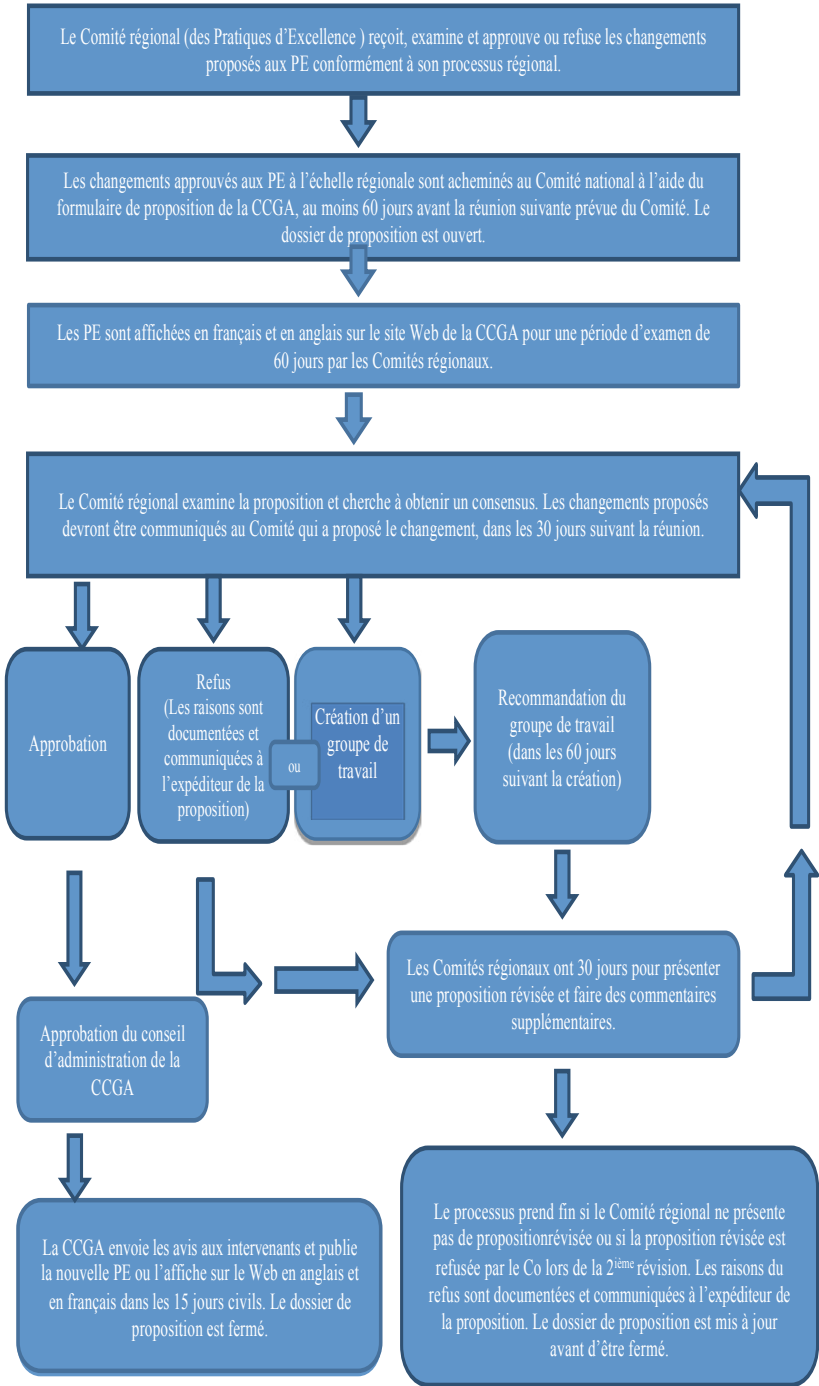 Le Comité régional (des Pratiques d’Excellence ) reçoit, examine et approuve ou refuse les changements
proposés aux PE conformément à son processus régional.
Les changements approuvés aux PE à l’échelle régionale sont acheminés au Comité national à l’aide du
formulaire de proposition de la CCGA, au moins 60 jours avant la réunion suivante prévue du Comité. Le
dossier de proposition est ouvert.
Les PE sont affichées en français et en anglais sur le site Web de la CCGA pour une période d’examen de
60 jours par les Comités régionaux.
Le Comité régional examine la proposition et cherche à obtenir un consensus. Les changements proposés
devront être communiqués au Comité qui a proposé le changement, dans les 30 jours suivant la réunion.
Approbation
Refus
(Les raisons sont
documentées et
communiquées à
l’expéditeur de la
proposition)
ou
Création d’un
groupe de
travail
Recommandation du
groupe de travail
(dans les 60 jours
suivant la création)
Les Comités régionaux ont 30 jours pour présenter
une proposition révisée et faire des commentaires
supplémentaires.
Approbation du conseil
d’administration de la
CCGA
La CCGA envoie les avis aux intervenants et publie
la nouvelle PE ou l’affiche sur le Web en anglais et
en français dans les 15 jours civils. Le dossier de
proposition est fermé.
Le processus prend fin si le Comité régional ne présente
pas de propositionrévisée ou si la proposition révisée est
refusée par le Co lors de la 2ième révision. Les raisons du
refus sont documentées et communiquées à l’expéditeur de
la proposition. Le dossier de proposition est mis à jour
avant d’être fermé.